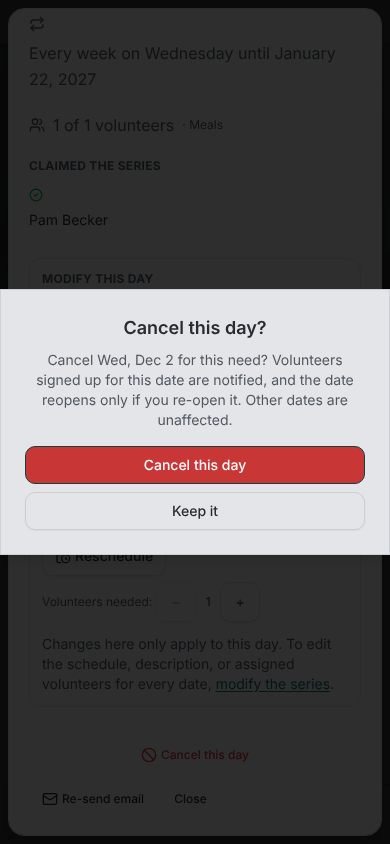 Every week on Wednesday until January
22, 2027
1 of 1 volunteers · Meals
CLAIMED THE SERIES
Pam Becker
MODIFY THIS DAY
Cancel this day?
Cancel Wed, Dec 2 for this need? Volunteers
signed up for this date are notified, and the date
reopens only if you re-open it. Other dates are
unaffected.
Cancel this day
Keep it
Reschedule
Volunteers needed: − 1 +
Changes here only apply to this day. To edit
the schedule, description, or assigned
volunteers for every date, modify the series.
Cancel this day
Re-send email Close